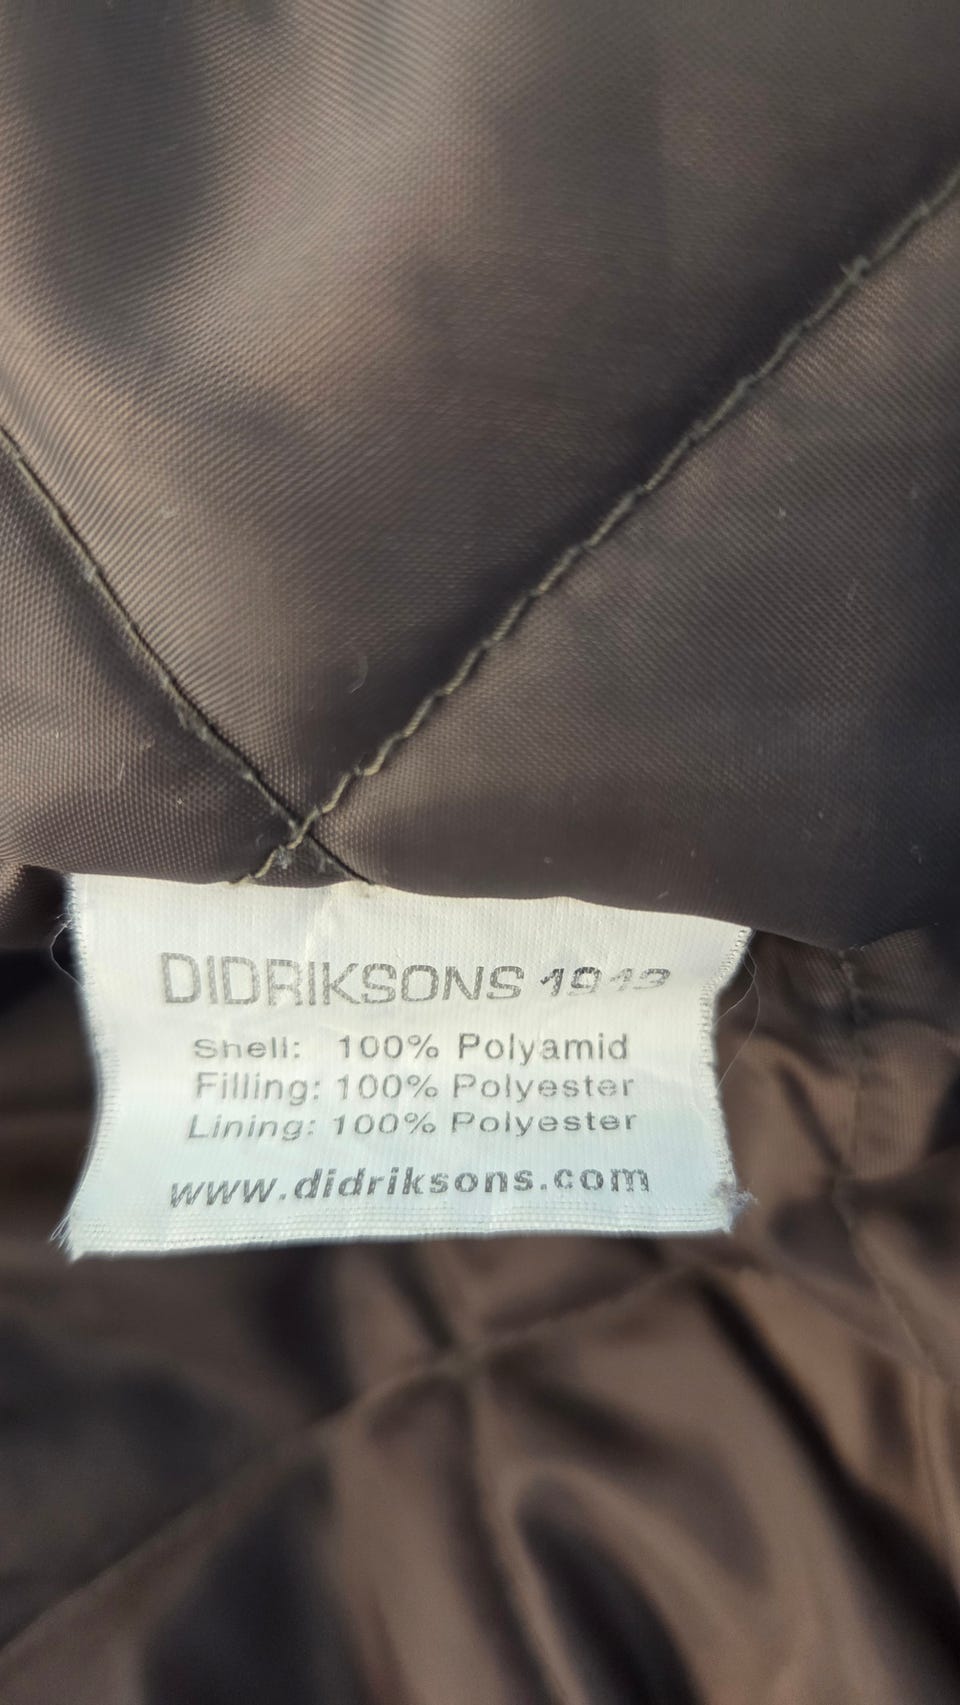 DIDRIKSONS 1913
Shell: 100% Polyamid
Filling: 100% Polyester
Lining: 100% Polyester
www.didriksons.com